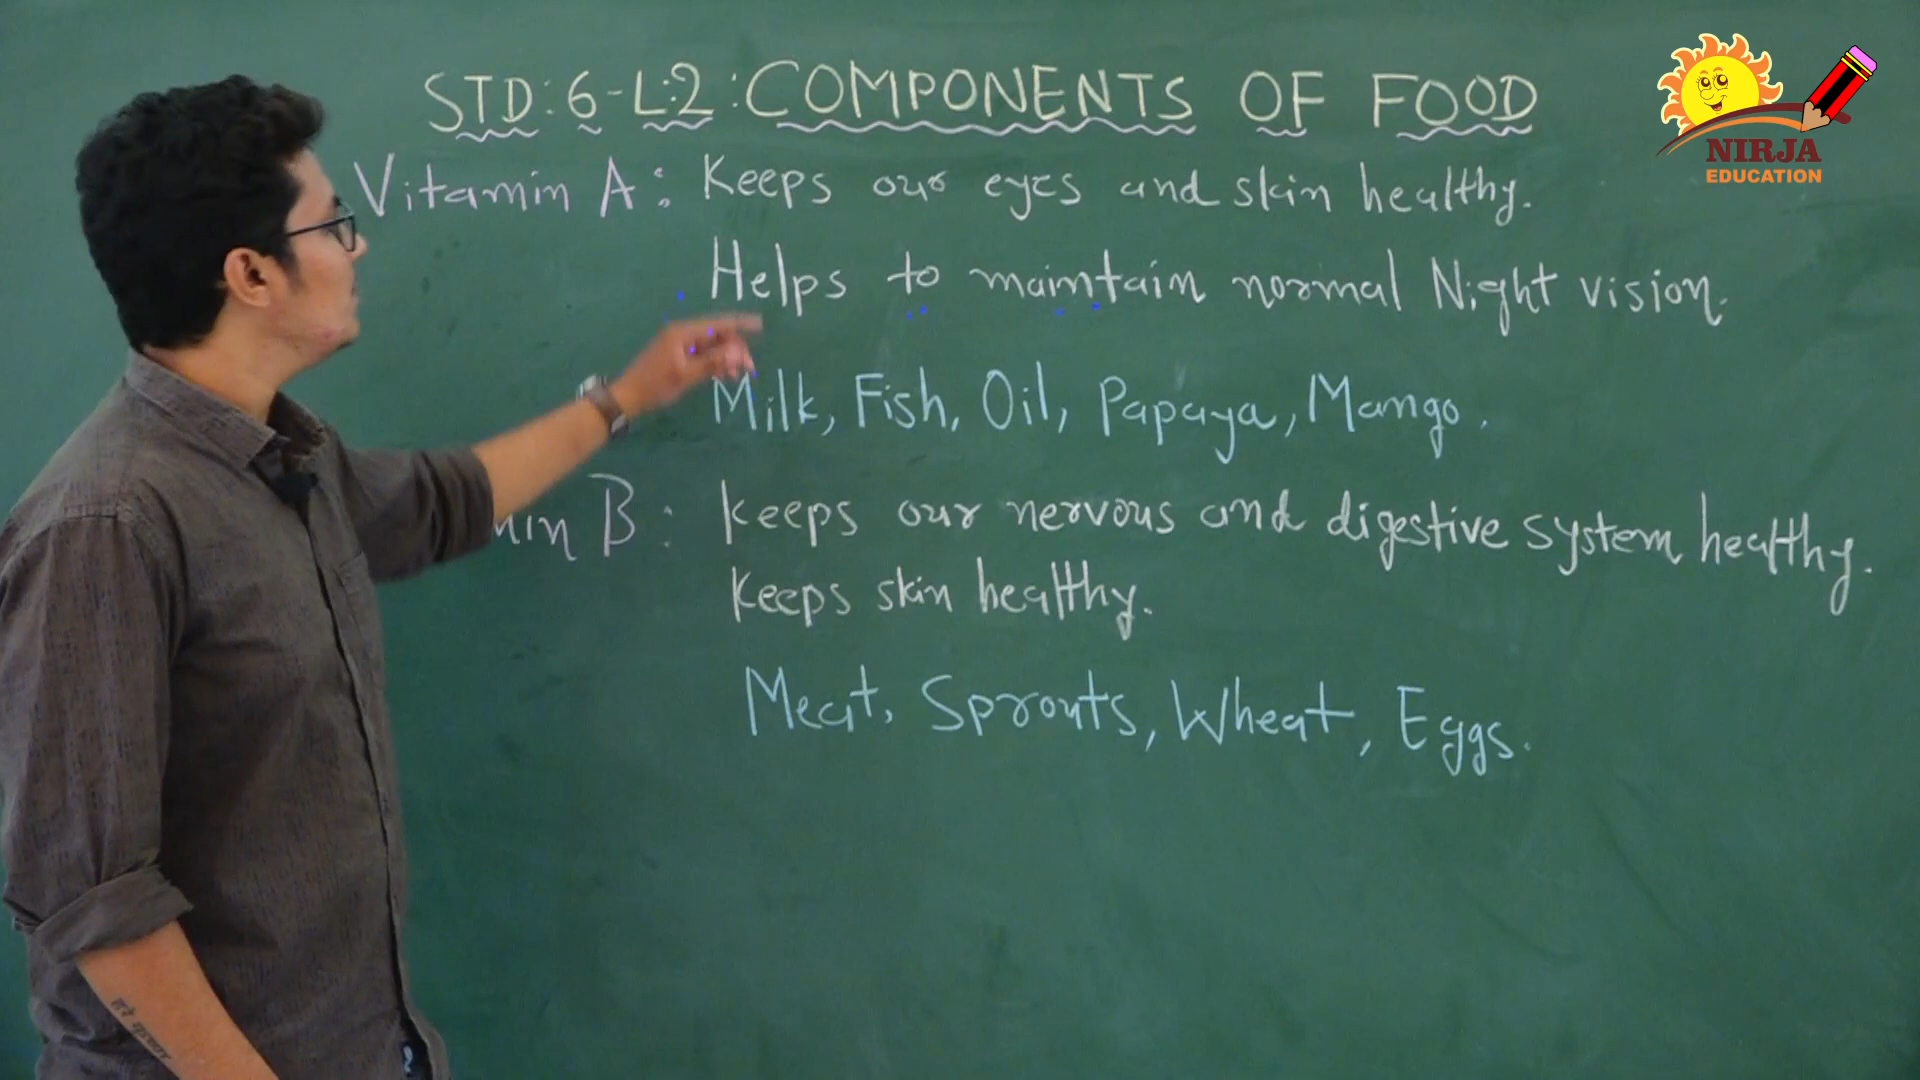 STD: 6-L:2: COMPONENTS OF FOOD
NIRJA
EDUCATION
Vitamin A: Keeps our eyes and skin healthy.
Helps to maintain normal Night vision.
Milk, Fish, Oil, Papaya, Mango.
min B: Keeps our nervous and digestive system healthy.
Keeps skin healthy.
Meat, Sprouts, Wheat, Eggs.